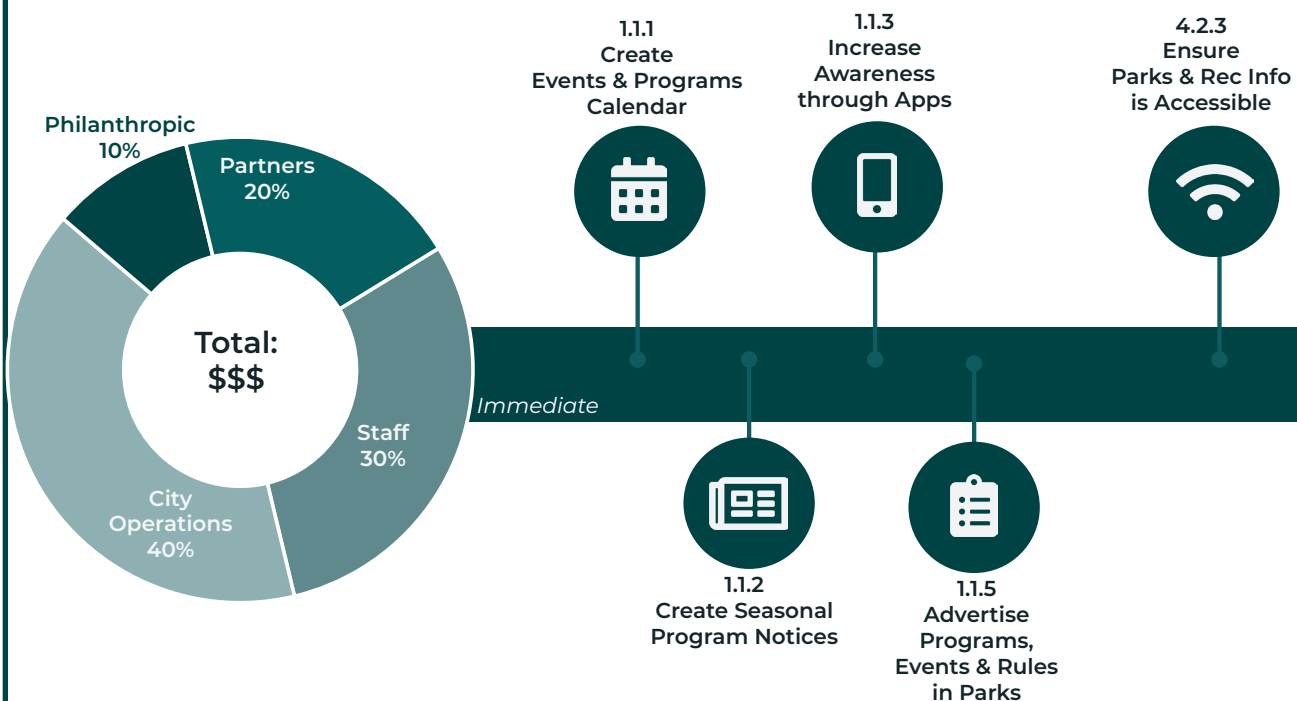 Philanthropic
10%
Partners
20%
Staff
30%
City
Operations
40%
Total:
$$$
Immediate
1.1.1
Create
Events & Programs
Calendar
1.1.2
Create Seasonal
Program Notices
1.1.3
Increase
Awareness
through Apps
1.1.5
Advertise
Programs,
Events & Rules
in Parks
4.2.3
Ensure
Parks & Rec Info
is Accessible